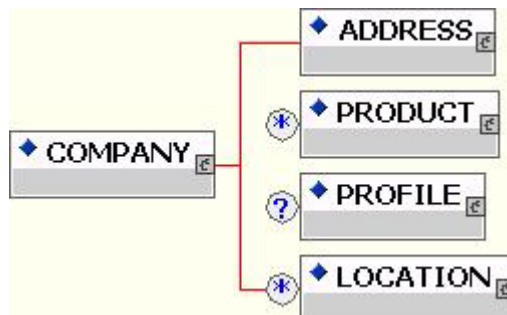 ADDRESS
* PRODUCT
COMPANY
? PROFILE
* LOCATION